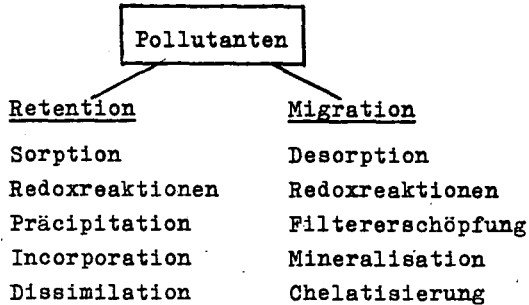 Pollutanten
Retention
Migration
Sorption
Desorption
Redoxreaktionen
Redoxreaktionen
Präcipitation
Filtererschöpfung
Incorporation
Mineralisation
Dissimilation
Chelatisierung